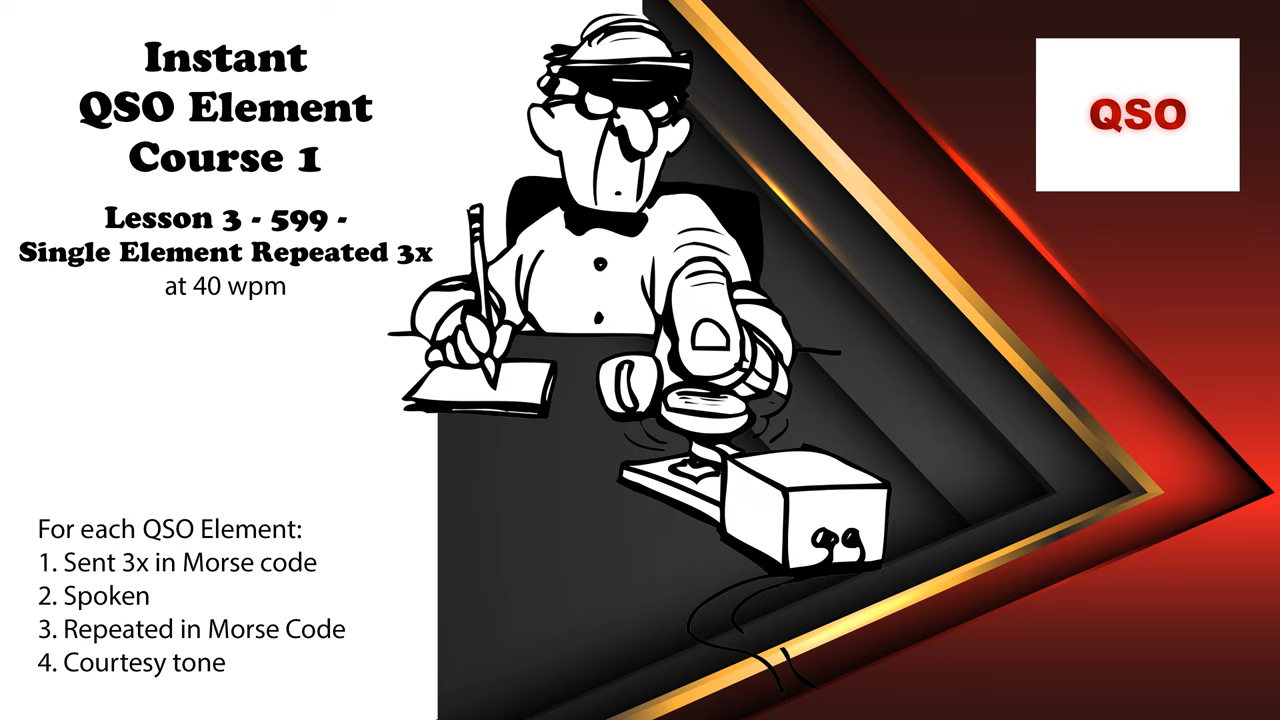 Instant
QSO Element
Course 1
Lesson 3 - 599 -
Single Element Repeated 3x
at 40 wpm
QSO
For each QSO Element:
1. Sent 3x in Morse code
2. Spoken
3. Repeated in Morse Code
4. Courtesy tone